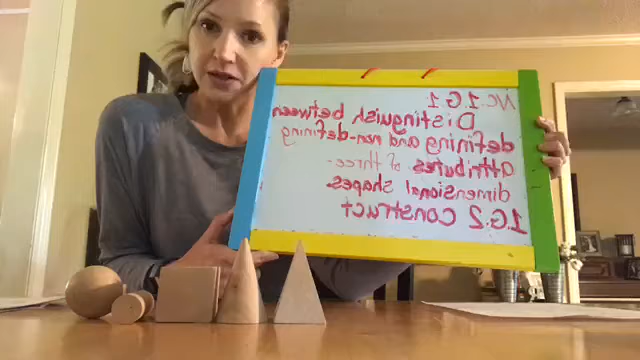 NC.1.G.1
Distinguish between
defining and non-defining
attributes of three-
dimensional shapes.
1.G.2 Construct